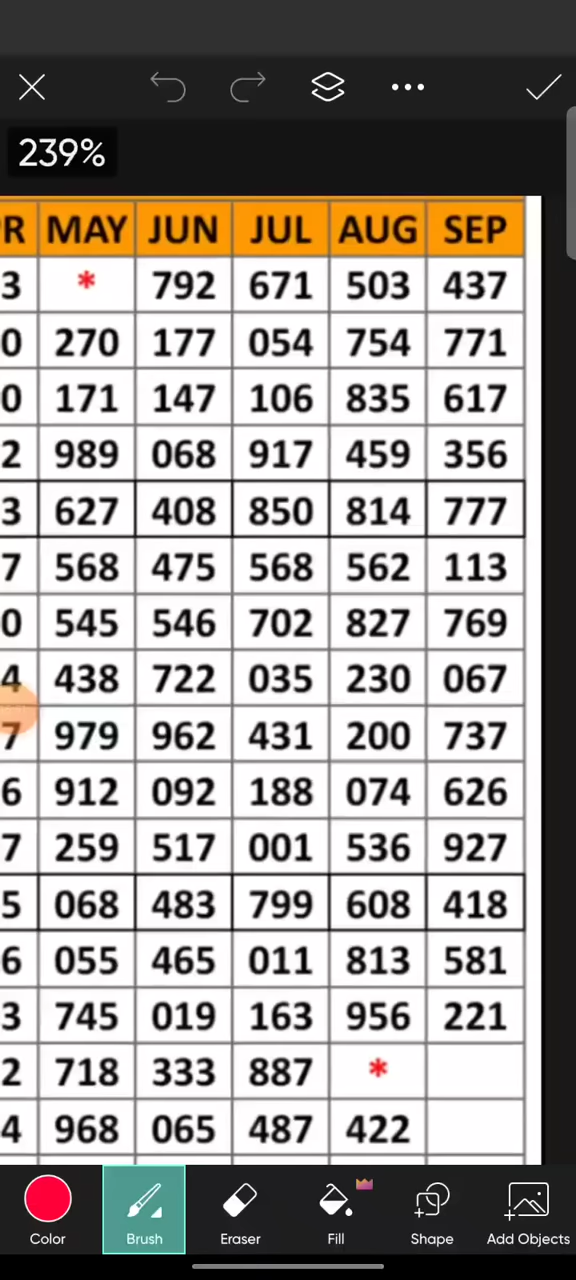 239%
R MAY JUN JUL AUG SEP
3 * 792 671 503 437
0 270 177 054 754 771
0 171 147 106 835 617
2 989 068 917 459 356
3 627 408 850 814 777
7 568 475 568 562 113
0 545 546 702 827 769
4 438 722 035 230 067
7 979 962 431 200 737
6 912 092 188 074 626
7 259 517 001 536 927
5 068 483 799 608 418
6 055 465 011 813 581
3 745 019 163 956 221
2 718 333 887 *
4 968 065 487 422
Color Brush Eraser Fill Shape Add Objects